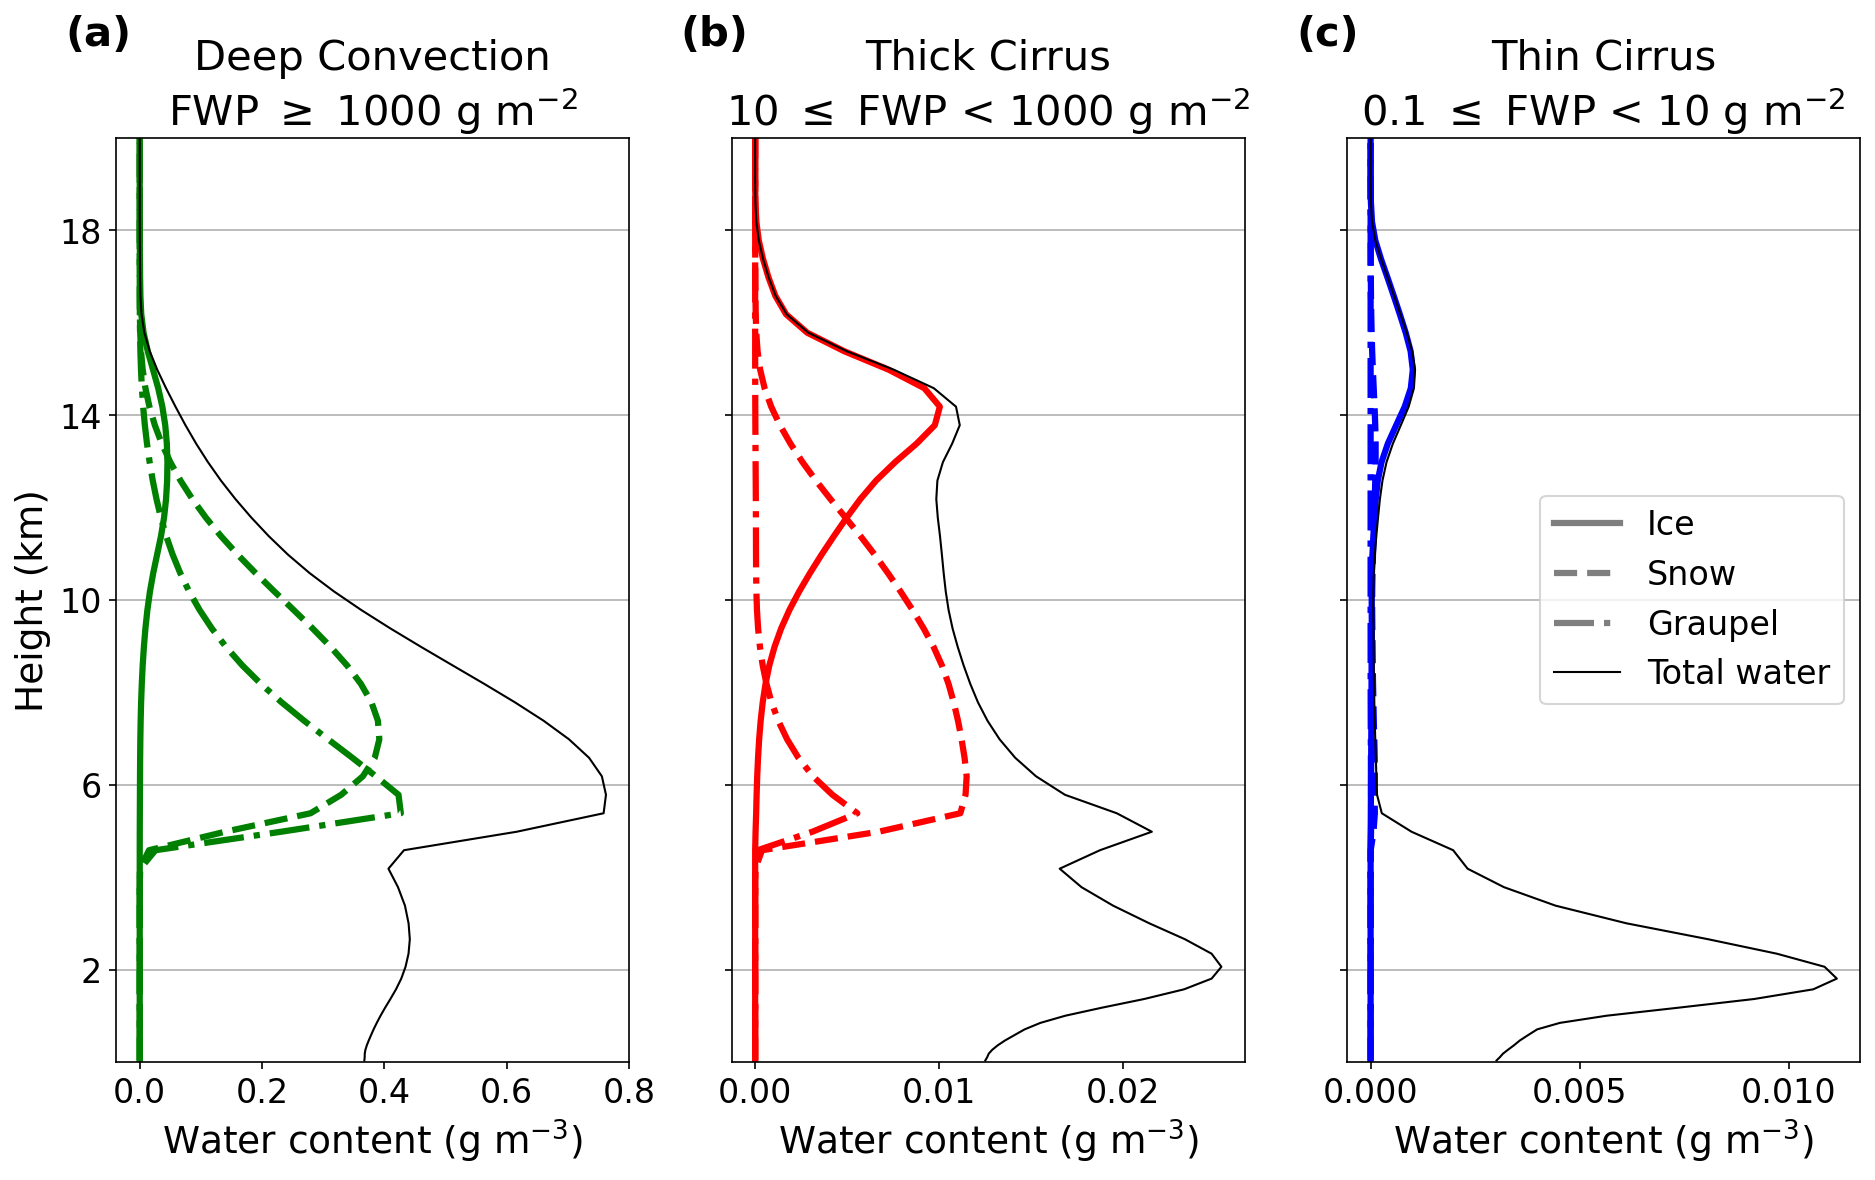 (a)
Deep Convection
FWP ≥ 1000 g m⁻²
(b)
Thick Cirrus
10 ≤ FWP < 1000 g m⁻²
(c)
Thin Cirrus
0.1 ≤ FWP < 10 g m⁻²
Height (km)
18
14
10
6
2
0.0 0.2 0.4 0.6 0.8
Water content (g m⁻³)
0.00 0.01 0.02
Water content (g m⁻³)
Ice
Snow
Graupel
Total water
0.000 0.005 0.010
Water content (g m⁻³)